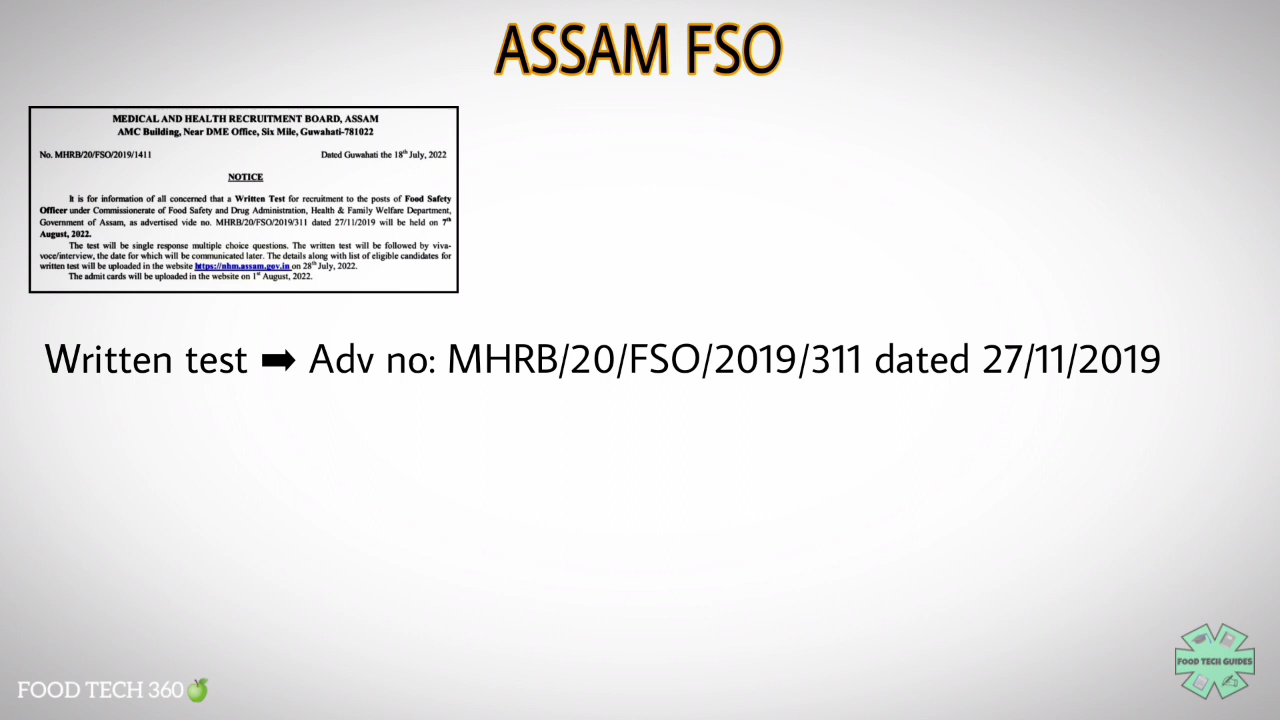 ASSAM FSO
MEDICAL AND HEALTH RECRUITMENT BOARD, ASSAM
AMC Building, Near DME Office, Six Mile, Guwahati-781022
No. MHRB/20/FSO/2019/1411 Dated Guwahati the 18th July, 2022
NOTICE
It is for information of all concerned that a Written Test for recruitment to the posts of Food Safety
Officer under Commissionerate of Food Safety and Drug Administration, Health & Family Welfare Department,
Government of Assam, as advertised vide no. MHRB/20/FSO/2019/311 dated 27/11/2019 will be held on 7th
August, 2022.
The test will be single response multiple choice questions. The written test will be followed by viva-
voce/interview, the date for which will be communicated later. The details along with list of eligible candidates for
written test will be uploaded in the website https://nhm.assam.gov.in on 28th July, 2022.
The admit cards will be uploaded in the website on 1st August, 2022.
Written test ➡ Adv no: MHRB/20/FSO/2019/311 dated 27/11/2019
FOOD TECH GUIDES
FOOD TECH 360